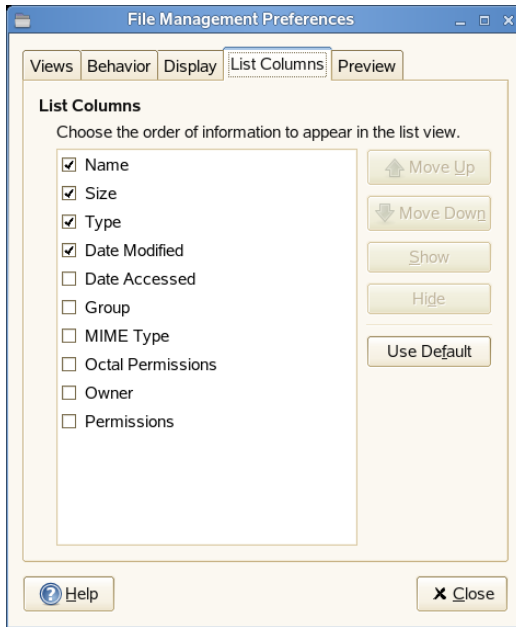 File Management Preferences
Views Behavior Display List Columns Preview
List Columns
Choose the order of information to appear in the list view.
Name
Size
Type
Date Modified
Date Accessed
Group
MIME Type
Octal Permissions
Owner
Permissions
Move Up
Move Down
Show
Hide
Use Default
Help
Close